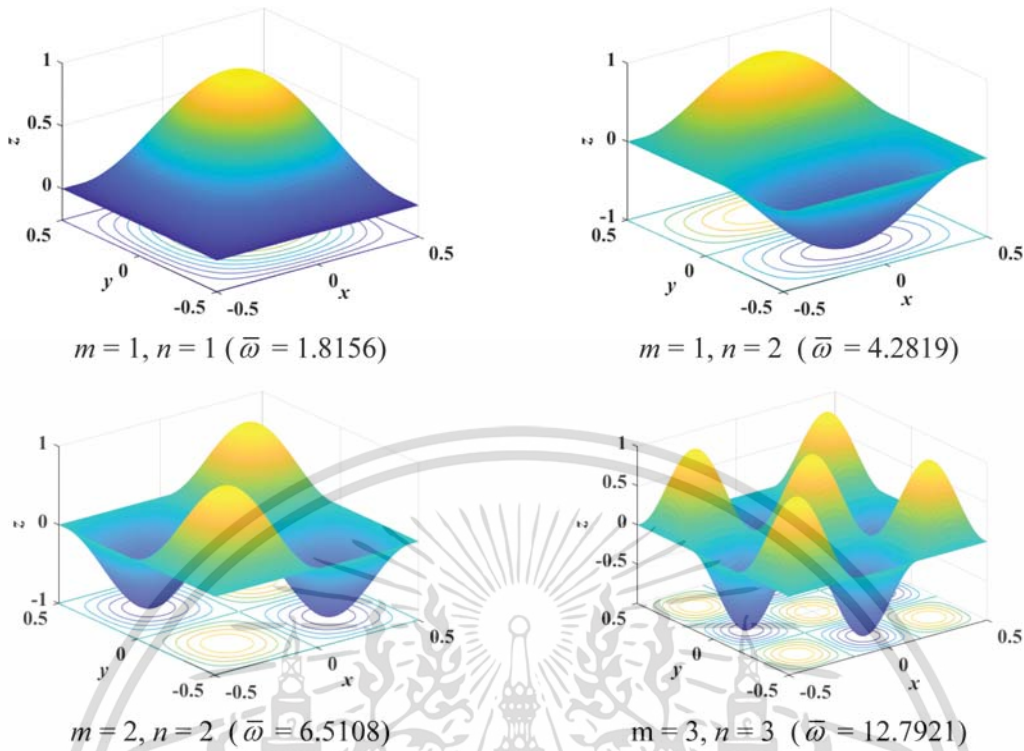 1
0.5
0
z
0.5
y
0
-0.5
-0.5
0
x
0.5
m = 1, n = 1 ( ω̅ = 1.8156)
1
0
z
-1
0.5
y
0
-0.5
-0.5
0
x
0.5
m = 1, n = 2 ( ω̅ = 4.2819)
1
0
z
-1
0.5
y
0
-0.5
-0.5
0
x
0.5
m = 2, n = 2 ( ω̅ = 6.5108)
1
0.5
0
z
-0.5
0.5
y
0
-0.5
-0.5
0
x
0.5
m = 3, n = 3 ( ω̅ = 12.7921)